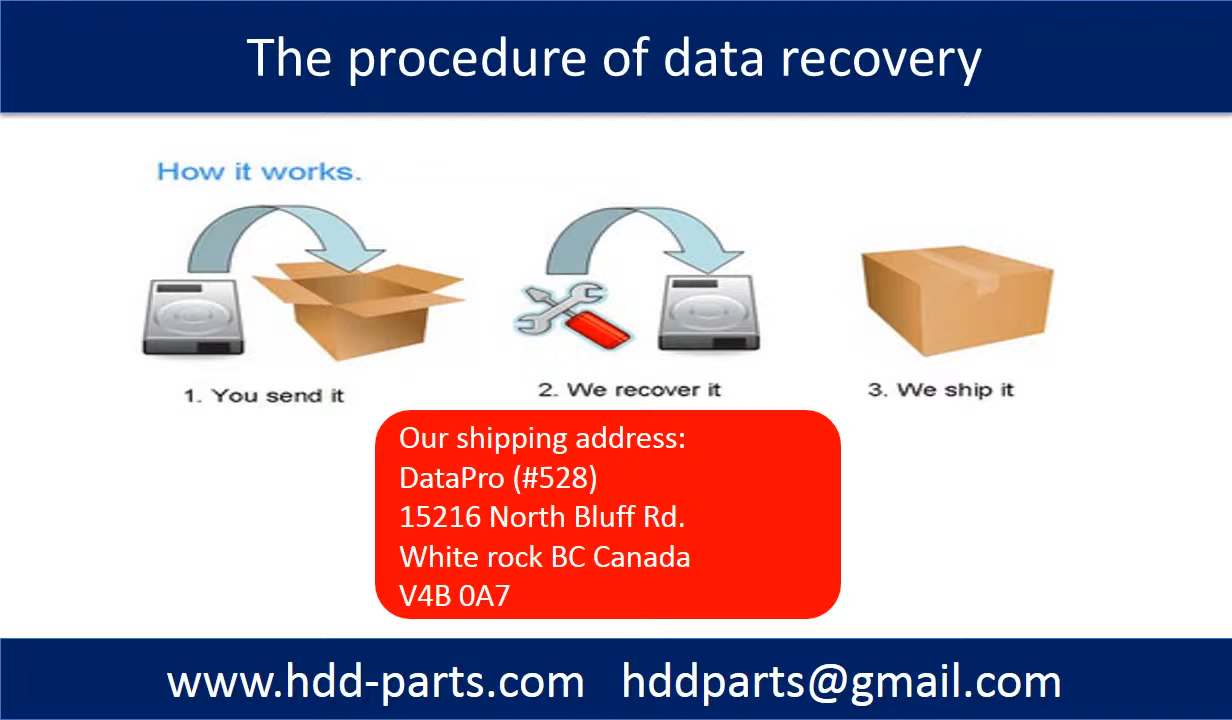 The procedure of data recovery
How it works.
1. You send it
2. We recover it
3. We ship it
Our shipping address:
DataPro (#528)
15216 North Bluff Rd.
White rock BC Canada
V4B 0A7
www.hdd-parts.com hddparts@gmail.com